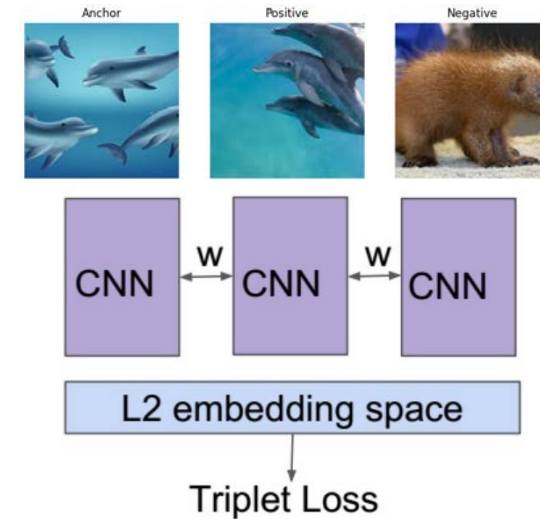 Anchor
Positive
Negative
w
w
CNN
CNN
CNN
L2 embedding space
Triplet Loss